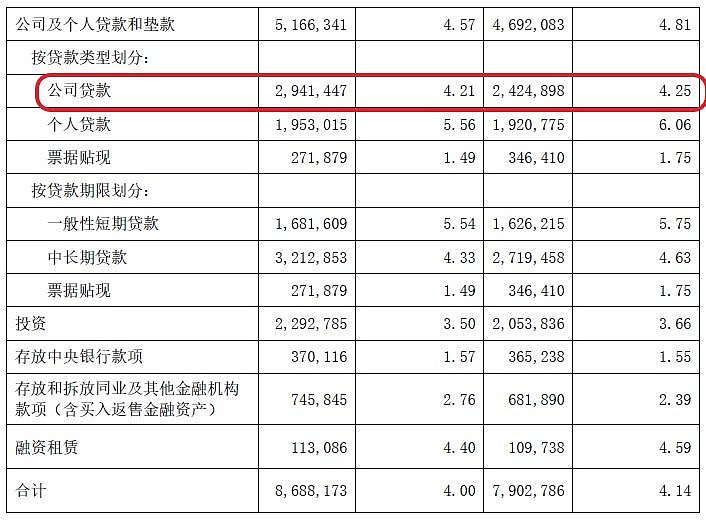 公司及个人贷款和垫款 5,166,341 4.57 4,692,083 4.81
按贷款类型划分：
公司贷款 2,941,447 4.21 2,424,898 4.25
个人贷款 1,953,015 5.56 1,920,775 6.06
票据贴现 271,879 1.49 346,410 1.75
按贷款期限划分：
一般性短期贷款 1,681,609 5.54 1,626,215 5.75
中长期贷款 3,212,853 4.33 2,719,458 4.63
票据贴现 271,879 1.49 346,410 1.75
投资 2,292,785 3.50 2,053,836 3.66
存放中央银行款项 370,116 1.57 365,238 1.55
存放和拆放同业及其他金融机构
款项（含买入返售金融资产） 745,845 2.76 681,890 2.39
融资租赁 113,086 4.40 109,738 4.59
合计 8,688,173 4.00 7,902,786 4.14